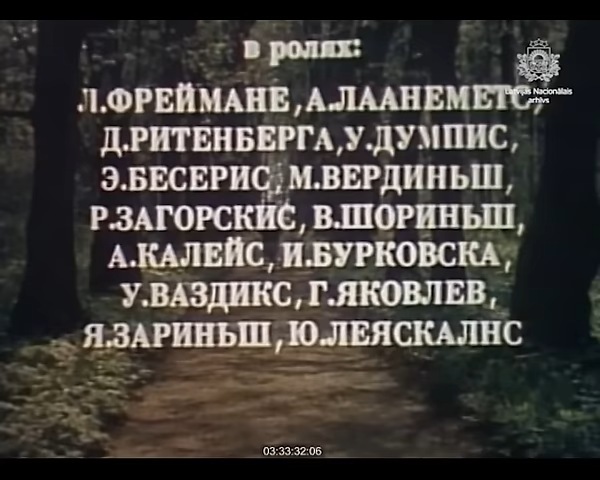 в ролях:
Л.ФРЕЙМАНЕ, А.ЛААНЕМЕТС,
Д.РИТЕНБЕРГА, У.ДУМПИС,
Э.БЕСЕРИС, М.ВЕРДИНЬШ,
Р.ЗАГОРСКИС, В.ШОРИНЬШ,
А.КАЛЕЙС, И.БУРКОВСКА,
У.ВАЗДИКС, Г.ЯКОВЛЕВ,
Я.ЗАРИНЬШ, Ю.ЛЕЯСКАЛНС
Latvijas Nacionālais
arhīvs
03:33:32:06